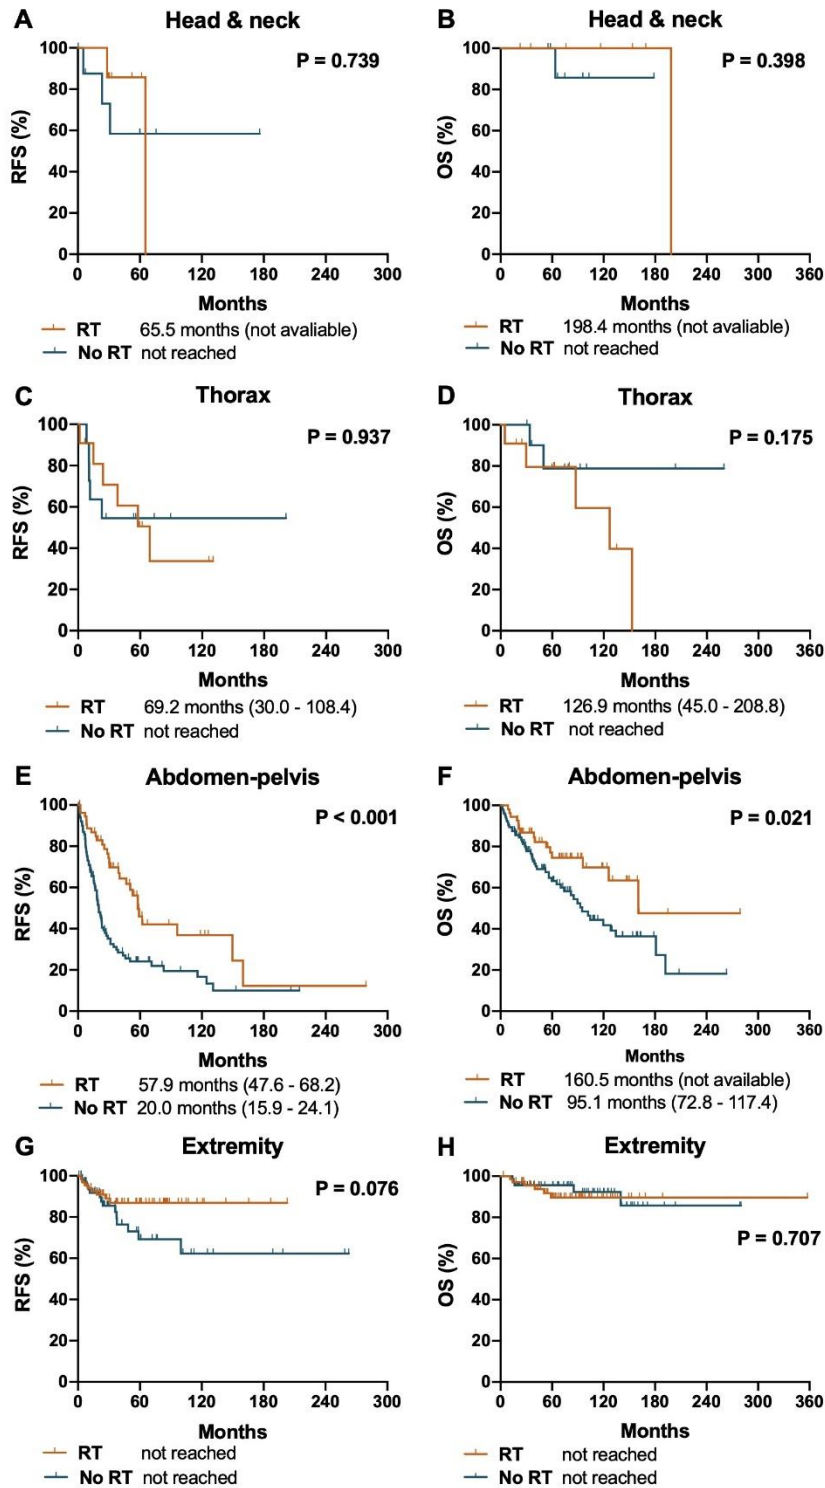 A Head & neck
P = 0.739
RFS (%)
100
80
60
40
20
0
0 60 120 180 240 300
Months
RT 65.5 months (not avaliable)
No RT not reached
B Head & neck
P = 0.398
OS (%)
100
80
60
40
20
0
0 60 120 180 240 300 360
Months
RT 198.4 months (not avaliable)
No RT not reached
C Thorax
P = 0.937
RFS (%)
100
80
60
40
20
0
0 60 120 180 240 300
Months
RT 69.2 months (30.0 - 108.4)
No RT not reached
D Thorax
P = 0.175
OS (%)
100
80
60
40
20
0
0 60 120 180 240 300 360
Months
RT 126.9 months (45.0 - 208.8)
No RT not reached
E Abdomen-pelvis
P < 0.001
RFS (%)
100
80
60
40
20
0
0 60 120 180 240 300
Months
RT 57.9 months (47.6 - 68.2)
No RT 20.0 months (15.9 - 24.1)
F Abdomen-pelvis
P = 0.021
OS (%)
100
80
60
40
20
0
0 60 120 180 240 300 360
Months
RT 160.5 months (not available)
No RT 95.1 months (72.8 - 117.4)
G Extremity
P = 0.076
RFS (%)
100
80
60
40
20
0
0 60 120 180 240 300
Months
RT not reached
No RT not reached
H Extremity
P = 0.707
OS (%)
100
80
60
40
20
0
0 60 120 180 240 300 360
Months
RT not reached
No RT not reached